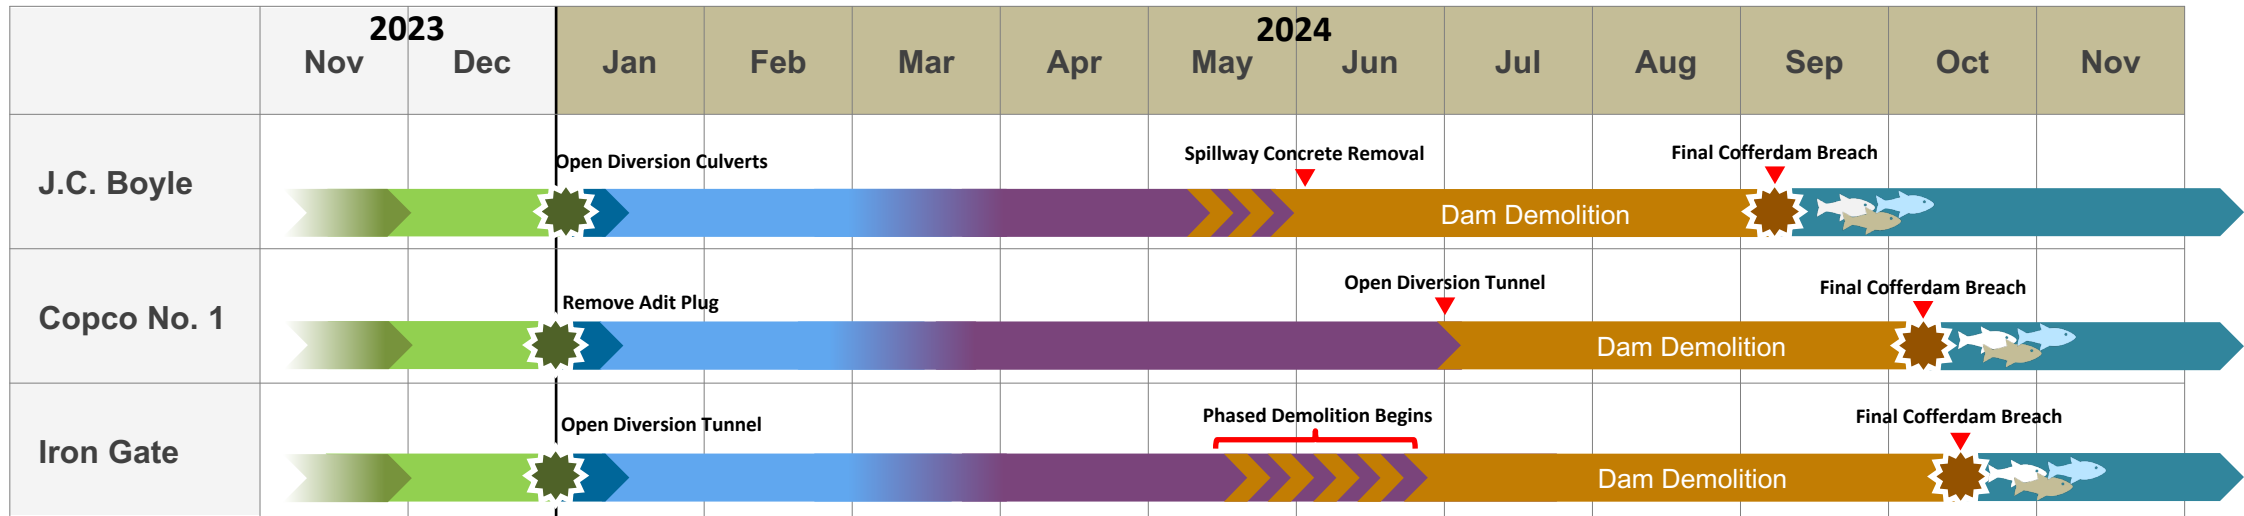 2023
2024
Nov Dec Jan Feb Mar Apr May Jun Jul Aug Sep Oct Nov
J.C. Boyle
Open Diversion Culverts
Spillway Concrete Removal
Final Cofferdam Breach
Dam Demolition
Copco No. 1
Remove Adit Plug
Open Diversion Tunnel
Final Cofferdam Breach
Dam Demolition
Iron Gate
Open Diversion Tunnel
Phased Demolition Begins
Final Cofferdam Breach
Dam Demolition